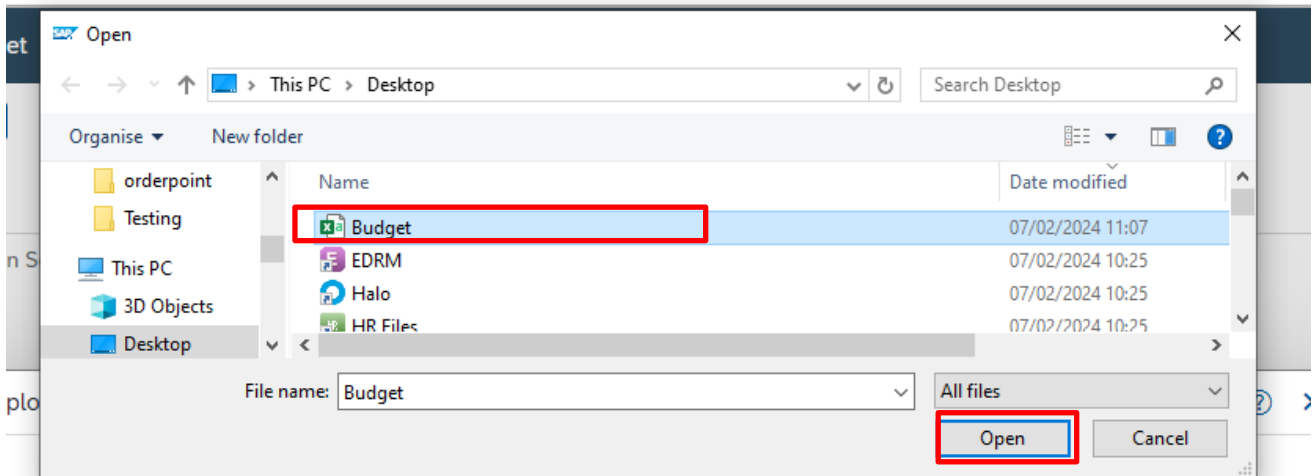 et
SAP Open
This PC > Desktop
Search Desktop
Organise
New folder
orderpoint
Testing
This PC
3D Objects
Desktop
Name
Date modified
Budget 07/02/2024 11:07
EDRM 07/02/2024 10:25
Halo 07/02/2024 10:25
HR Files 07/02/2024 10:25
n S
plo
File name: Budget
All files
Open
Cancel